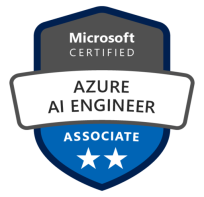 Microsoft
CERTIFIED
AZURE
AI ENGINEER
ASSOCIATE